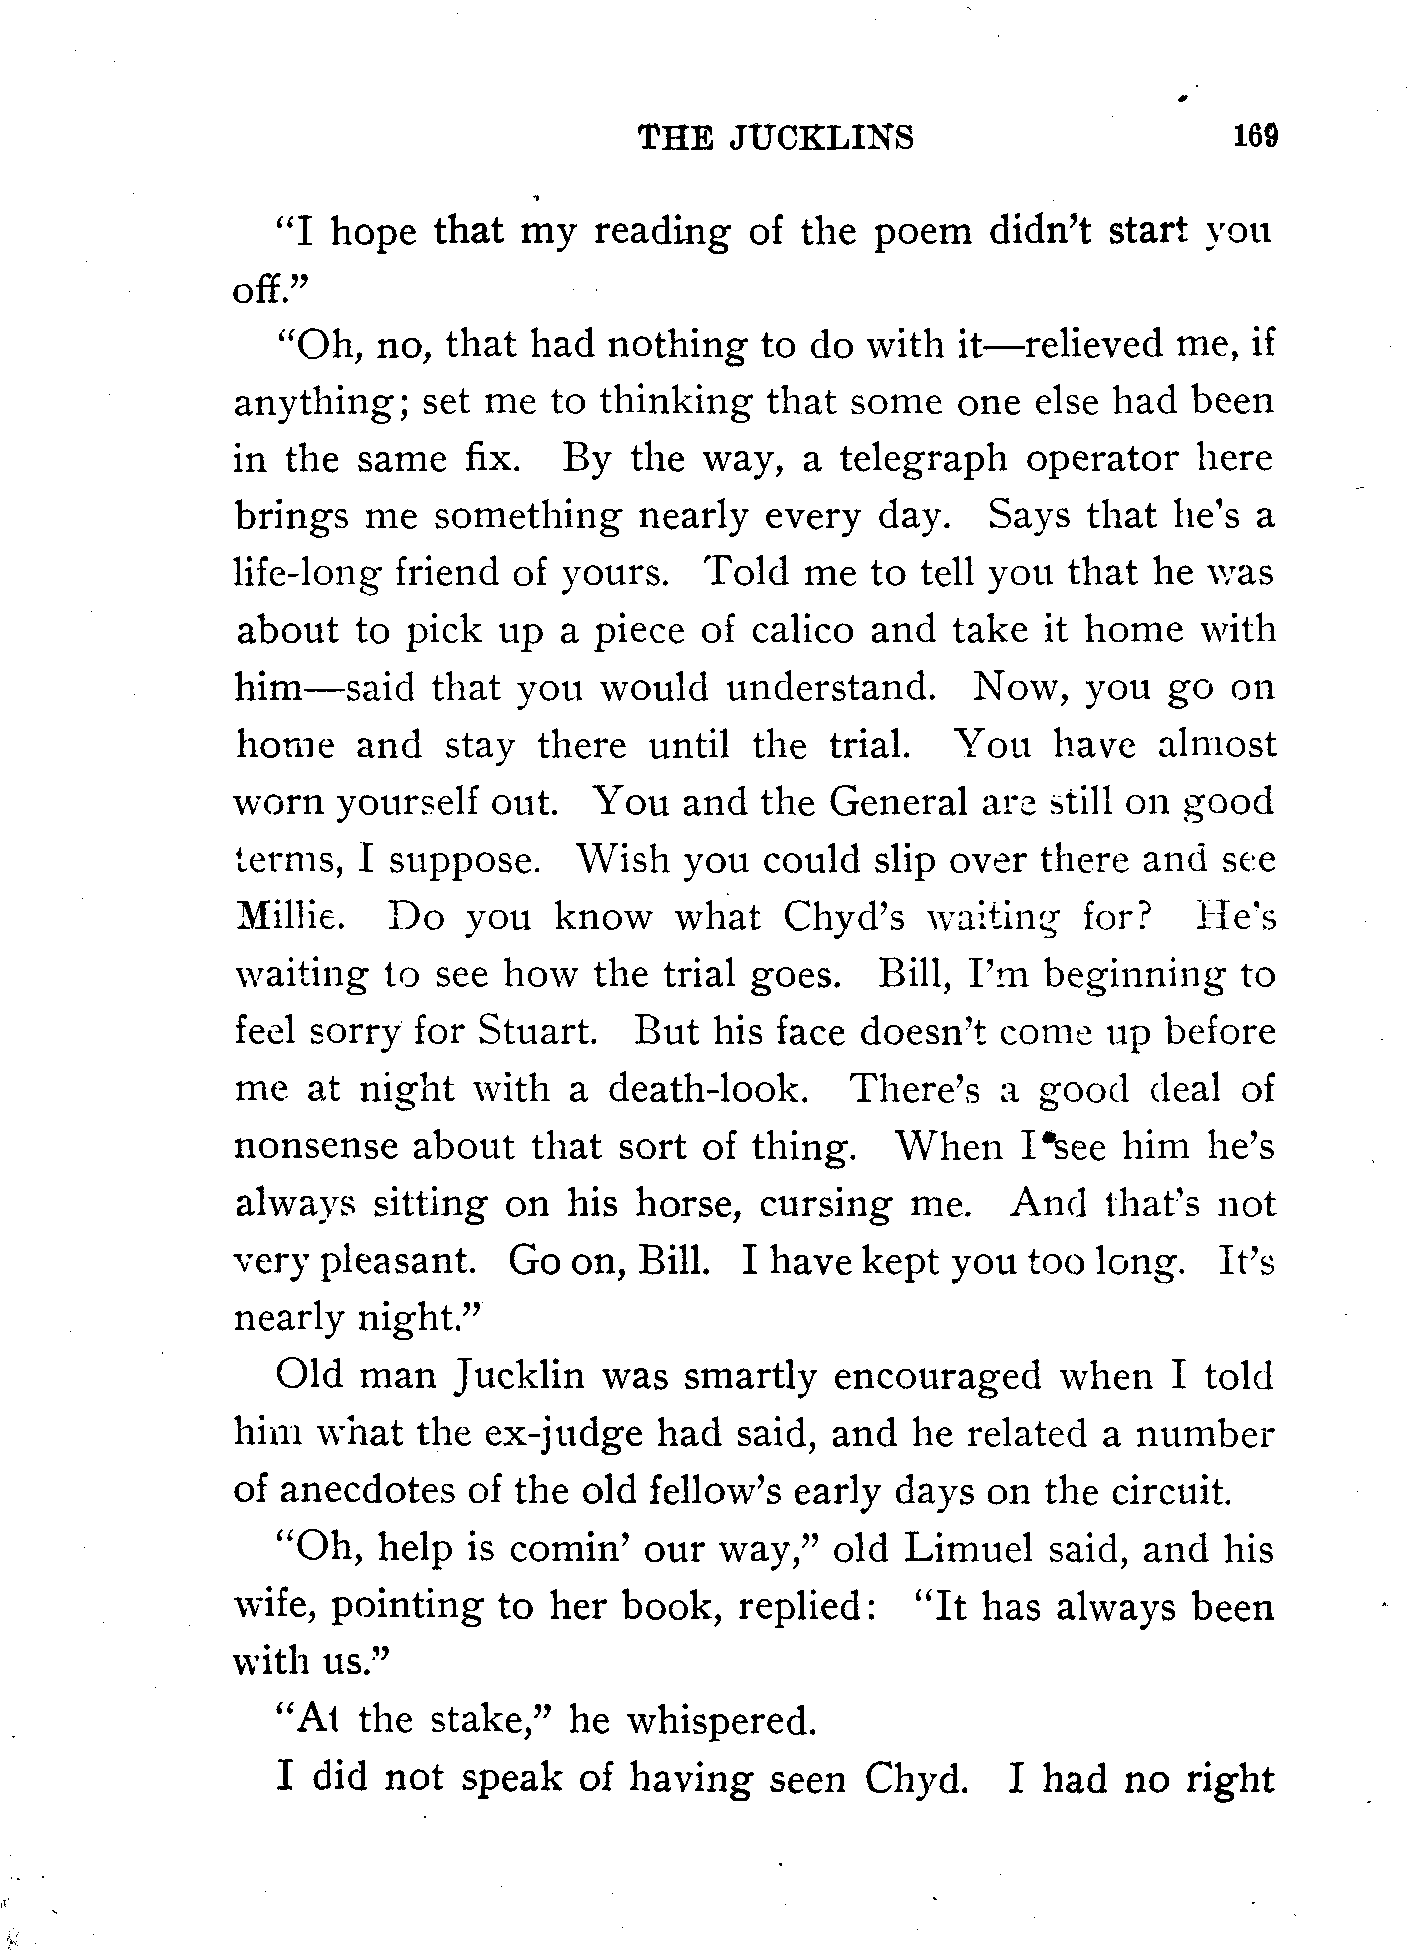 THE JUCKLINS 169
"I hope that my reading of the poem didn't start you
off."
"Oh, no, that had nothing to do with it—relieved me, if
anything; set me to thinking that some one else had been
in the same fix. By the way, a telegraph operator here
brings me something nearly every day. Says that he's a
life-long friend of yours. Told me to tell you that he was
about to pick up a piece of calico and take it home with
him—said that you would understand. Now, you go on
home and stay there until the trial. You have almost
worn yourself out. You and the General are still on good
terms, I suppose. Wish you could slip over there and see
Millie. Do you know what Chyd's waiting for? He's
waiting to see how the trial goes. Bill, I'm beginning to
feel sorry for Stuart. But his face doesn't come up before
me at night with a death-look. There's a good deal of
nonsense about that sort of thing. When I see him he's
always sitting on his horse, cursing me. And that's not
very pleasant. Go on, Bill. I have kept you too long. It's
nearly night."
Old man Jucklin was smartly encouraged when I told
him what the ex-judge had said, and he related a number
of anecdotes of the old fellow's early days on the circuit.
"Oh, help is comin' our way," old Limuel said, and his
wife, pointing to her book, replied: "It has always been
with us."
"At the stake," he whispered.
I did not speak of having seen Chyd. I had no right